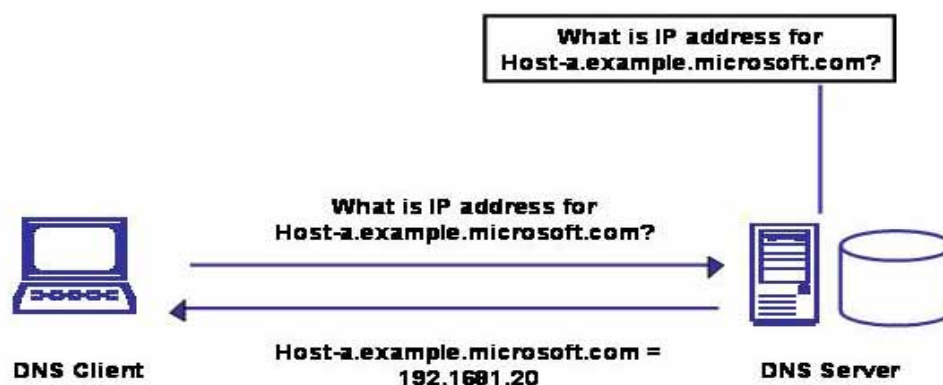 What is IP address for
Host-a.example.microsoft.com?
What is IP address for
Host-a.example.microsoft.com?
DNS Client
Host-a.example.microsoft.com =
192.1681.20
DNS Server